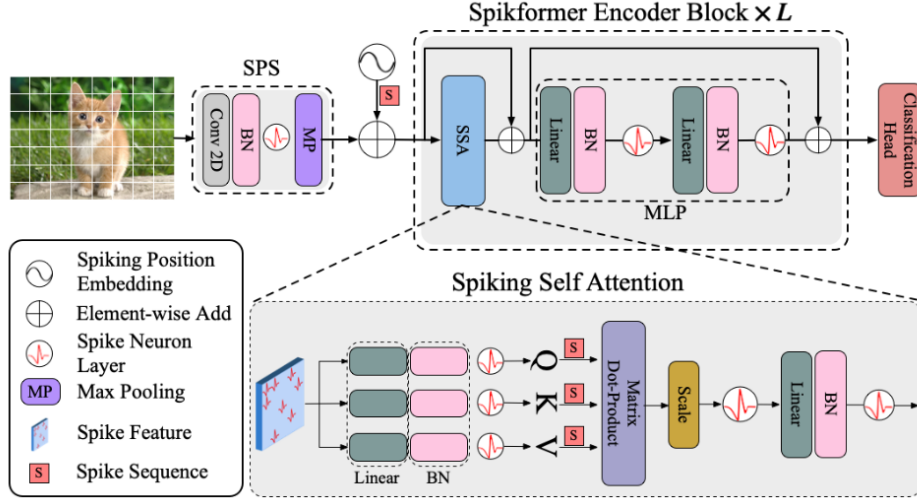 Spikformer Encoder Block × L
SPS
S
Conv 2D
BN
MP
SSA
Linear
BN
Linear
BN
MLP
Classification
Head
Spiking Position
Embedding
Element-wise Add
Spike Neuron
Layer
MP
Max Pooling
Spike Feature
S
Spike Sequence
Spiking Self Attention
Linear
BN
Q
S
K
S
V
S
Matrix
Dot-Product
Scale
Linear
BN